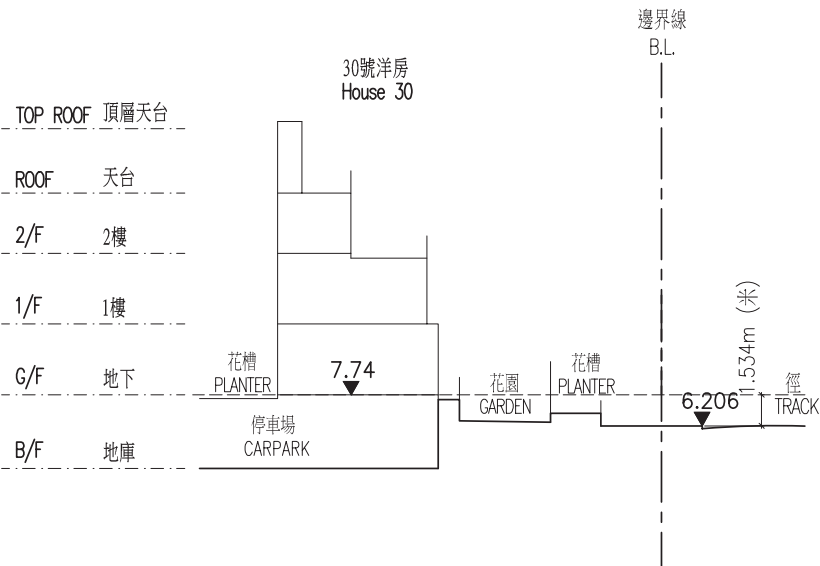 邊界線
B.L.
30號洋房
House 30
TOP ROOF 頂層天台
ROOF 天台
2/F 2樓
1/F 1樓
1.534m (米)
G/F 地下
花槽
PLANTER
7.74
花園
GARDEN
花槽
PLANTER
6.206
徑
TRACK
停車場
CARPARK
B/F 地庫